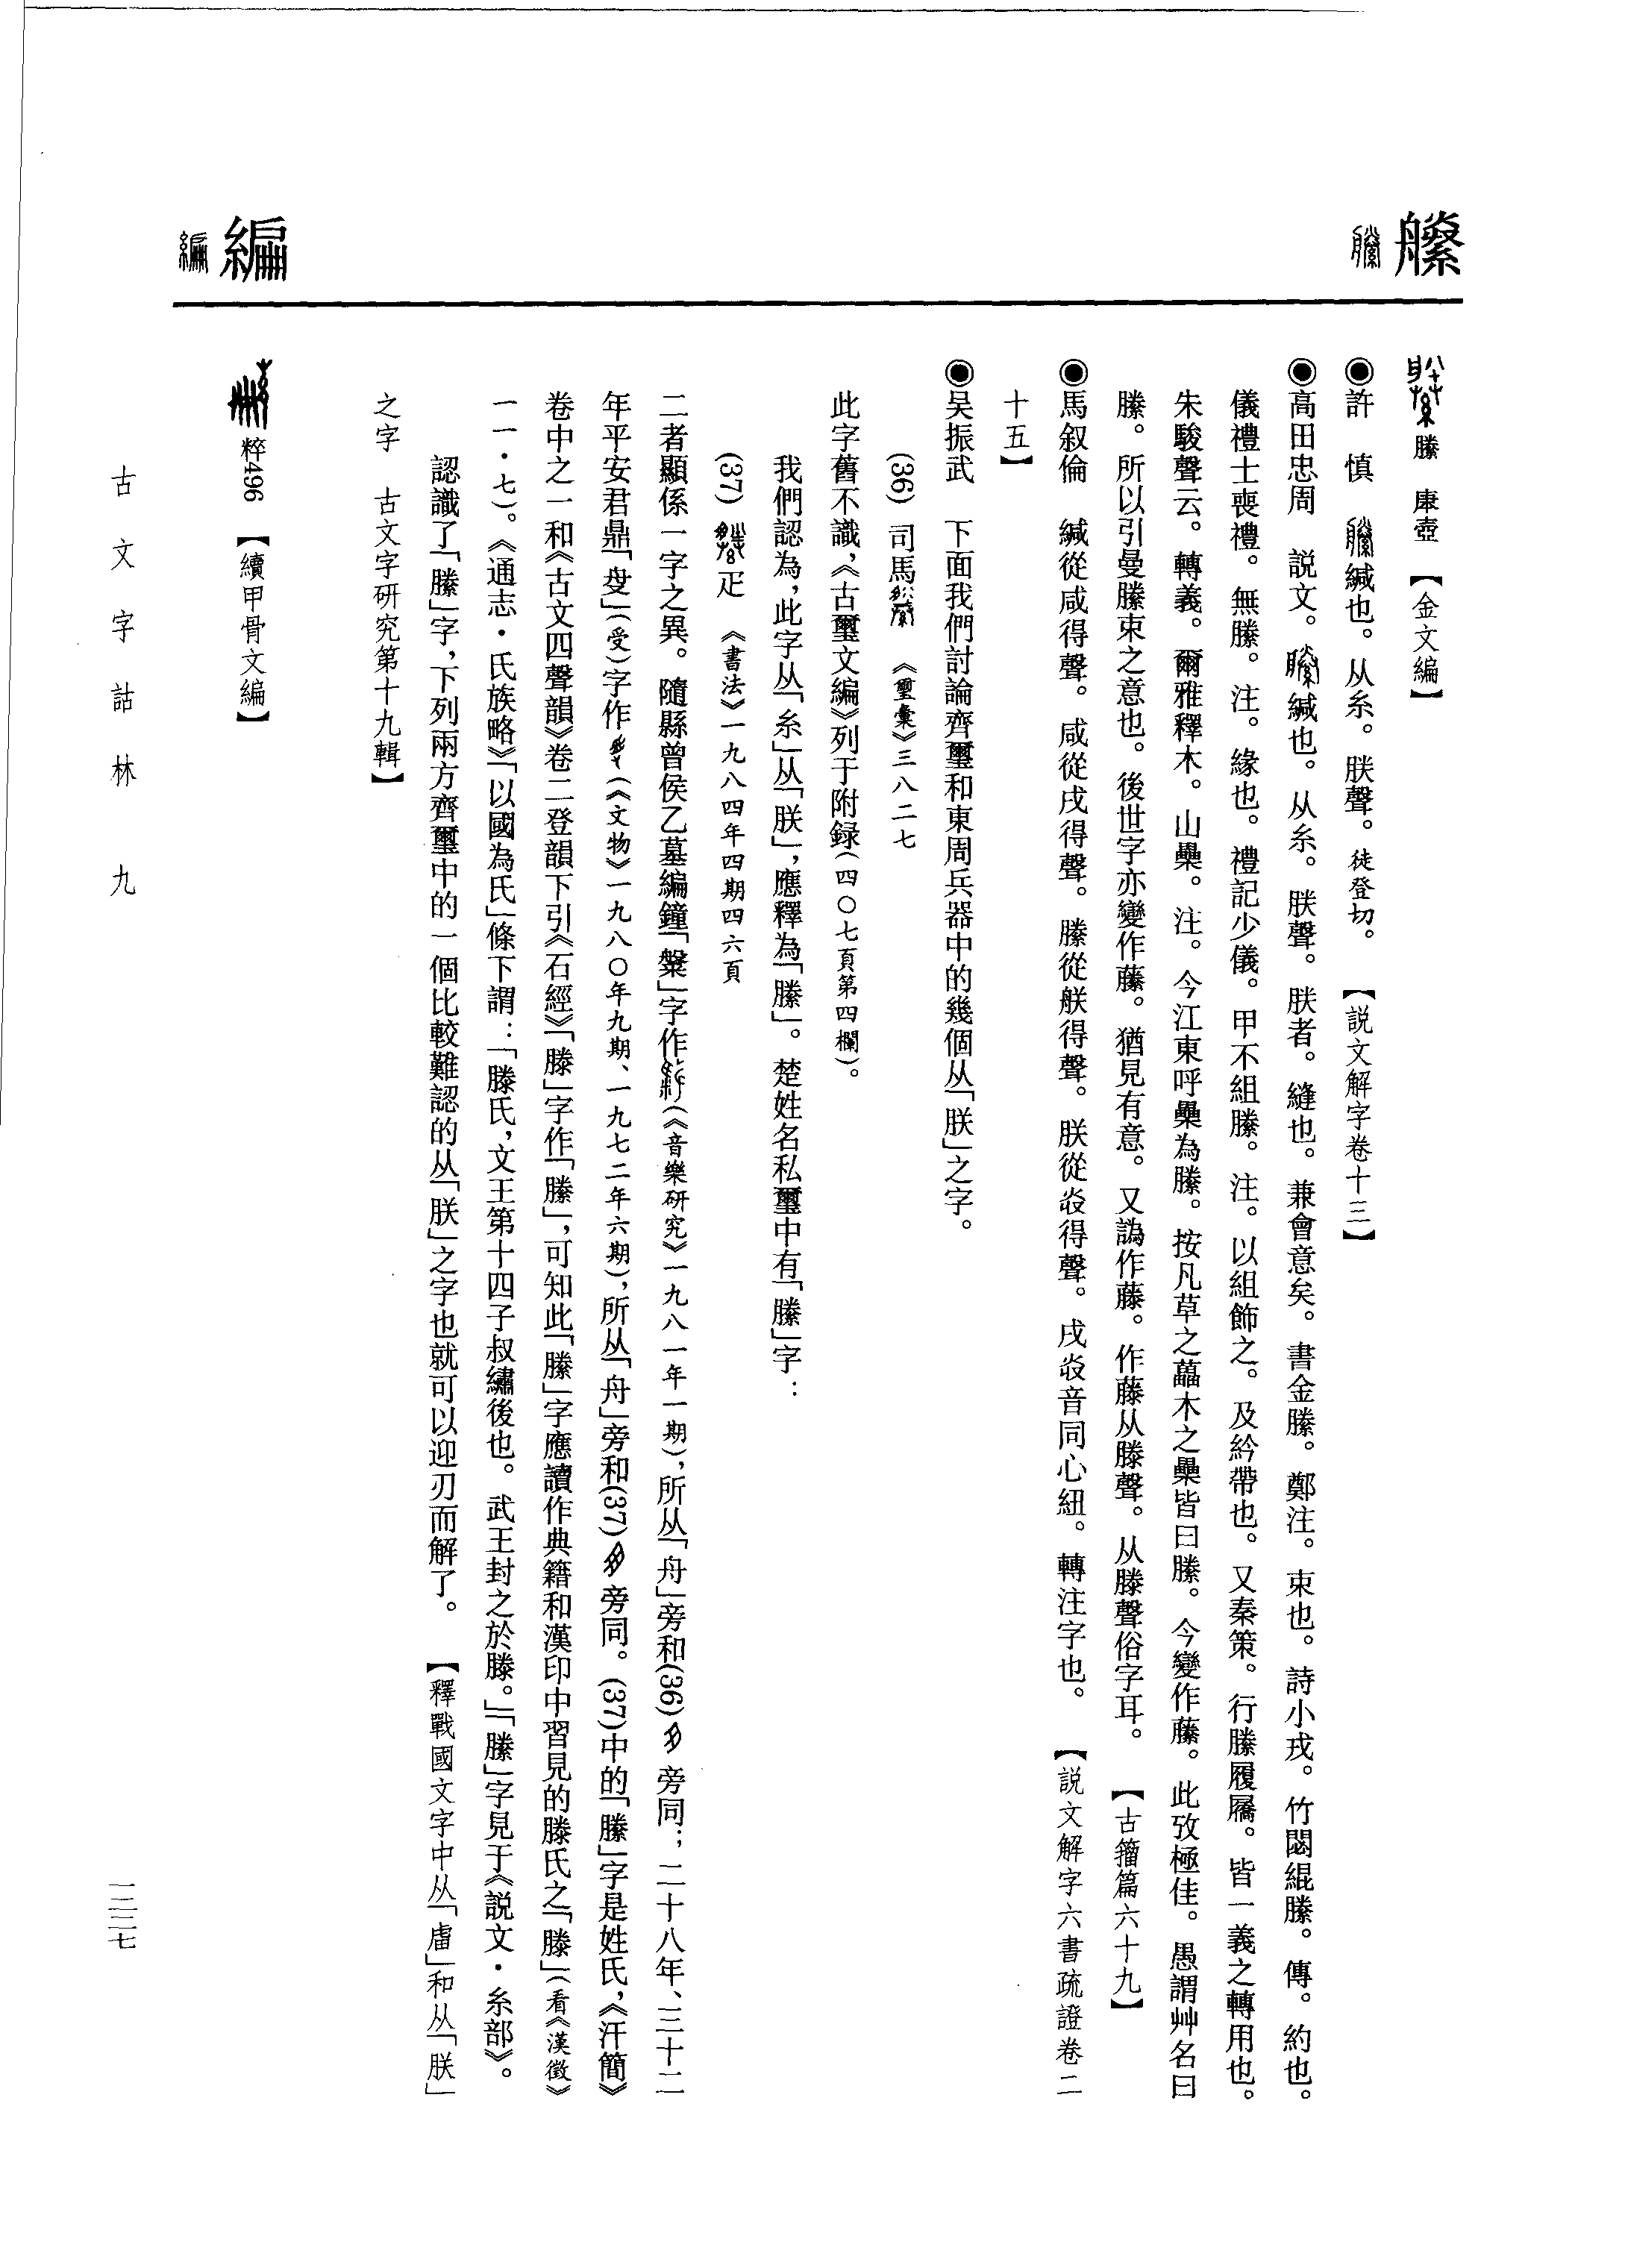 縢
縢 康壺 【金文編】
◉許 慎 緘也。从糸。朕聲。徒登切。 【説文解字卷十三】
◉高田忠周 説文。緘也。从糸。朕聲。朕者。縫也。兼會意矣。書金縢。鄭注。束也。詩小戎。竹閟緄縢。傳。約也。
儀禮士喪禮。無縢。注。緣也。禮記少儀。甲不組縢。注。以組飾之。及紟帶也。又秦策。行縢履屩。皆一義之轉用也。
朱駿聲云。轉義。爾雅釋木。山櫐。注。今江東呼櫐為縢。按凡草之藟木之櫐皆曰縢。今變作藤。此攷極佳。愚謂艸名曰
縢。所以引曼縢束之意也。後世字亦變作藤。猶見有意。又譌作藤。作藤从滕聲。从滕聲俗字耳。 【古籀篇六十九】
◉馬叙倫 緘從咸得聲。咸從戌得聲。縢從朕得聲。朕從灷得聲。戌灷音同心紐。轉注字也。 【説文解字六書疏證卷二
十五】
◉吴振武 下面我們討論齊璽和東周兵器中的幾個从「朕」之字。
(36) 司馬 《璽彙》三八二七
此字舊不識，《古璽文編》列于附録（四〇七頁第四欄）。
我們認為，此字从「糸」从「朕」，應釋為「縢」。楚姓名私璽中有「縢」字：
(37) 疋 《書法》一九八四年四期四六頁
二者顯係一字之異。隨縣曾侯乙墓編鐘「槃」字作（《音樂研究》一九八一年一期），所从「舟」旁和(36)旁同；二十八年、三十二
年平安君鼎「受」（受）字作（《文物》一九八〇年九期、一九七二年六期），所从「舟」旁和(37)旁同。(37)中的「縢」字是姓氏，《汗簡》
卷中之一和《古文四聲韻》卷二登韻下引《石經》「滕」字作「縢」，可知此「縢」字應讀作典籍和漢印中習見的滕氏之「滕」（看《漢徵》
一一·七）。《通志·氏族略》「以國為氏」條下謂：「滕氏，文王第十四子叔繡後也。武王封之於滕。」「縢」字見于《説文·糸部》。
認識了「縢」字，下列兩方齊璽中的一個比較難認的从「朕」之字也就可以迎刃而解了。 【釋戰國文字中从「䖒」和从「朕」
之字 古文字研究第十九輯】
編
粹496 【續甲骨文編】
古文字詁林 九
一二三七